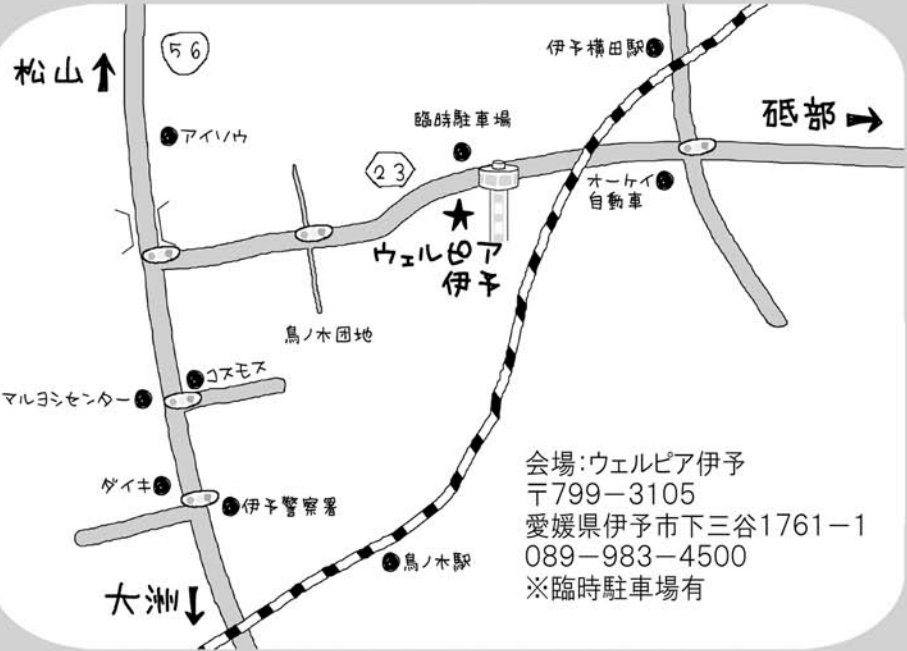 松山
56
伊予横田駅
アイソウ
臨時駐車場
砥部
23
オーケイ
自動車
ウェルピア
伊予
鳥ノ木団地
コスモス
マルヨシセンター
ダイキ
伊予警察署
鳥ノ木駅
大洲
会場:ウェルピア伊予
〒799-3105
愛媛県伊予市下三谷1761-1
089-983-4500
※臨時駐車場有